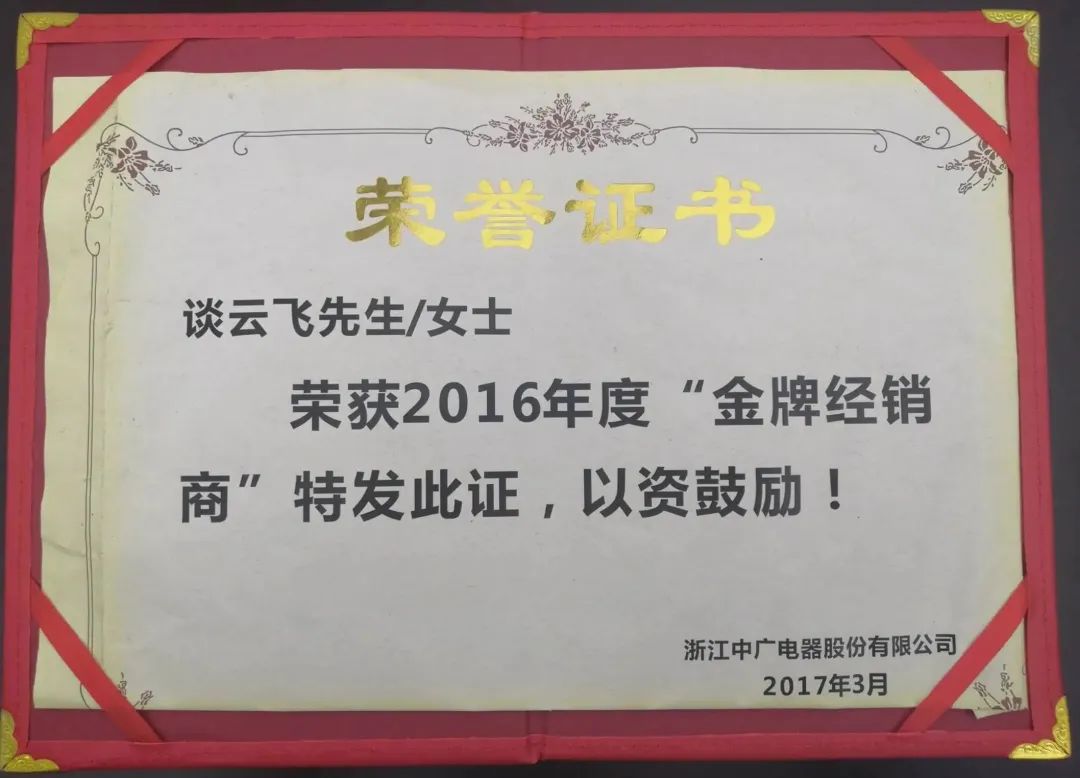 荣誉证书
谈云飞先生/女士
荣获2016年度“金牌经销
商”特发此证，以资鼓励！
浙江中广电器股份有限公司
2017年3月